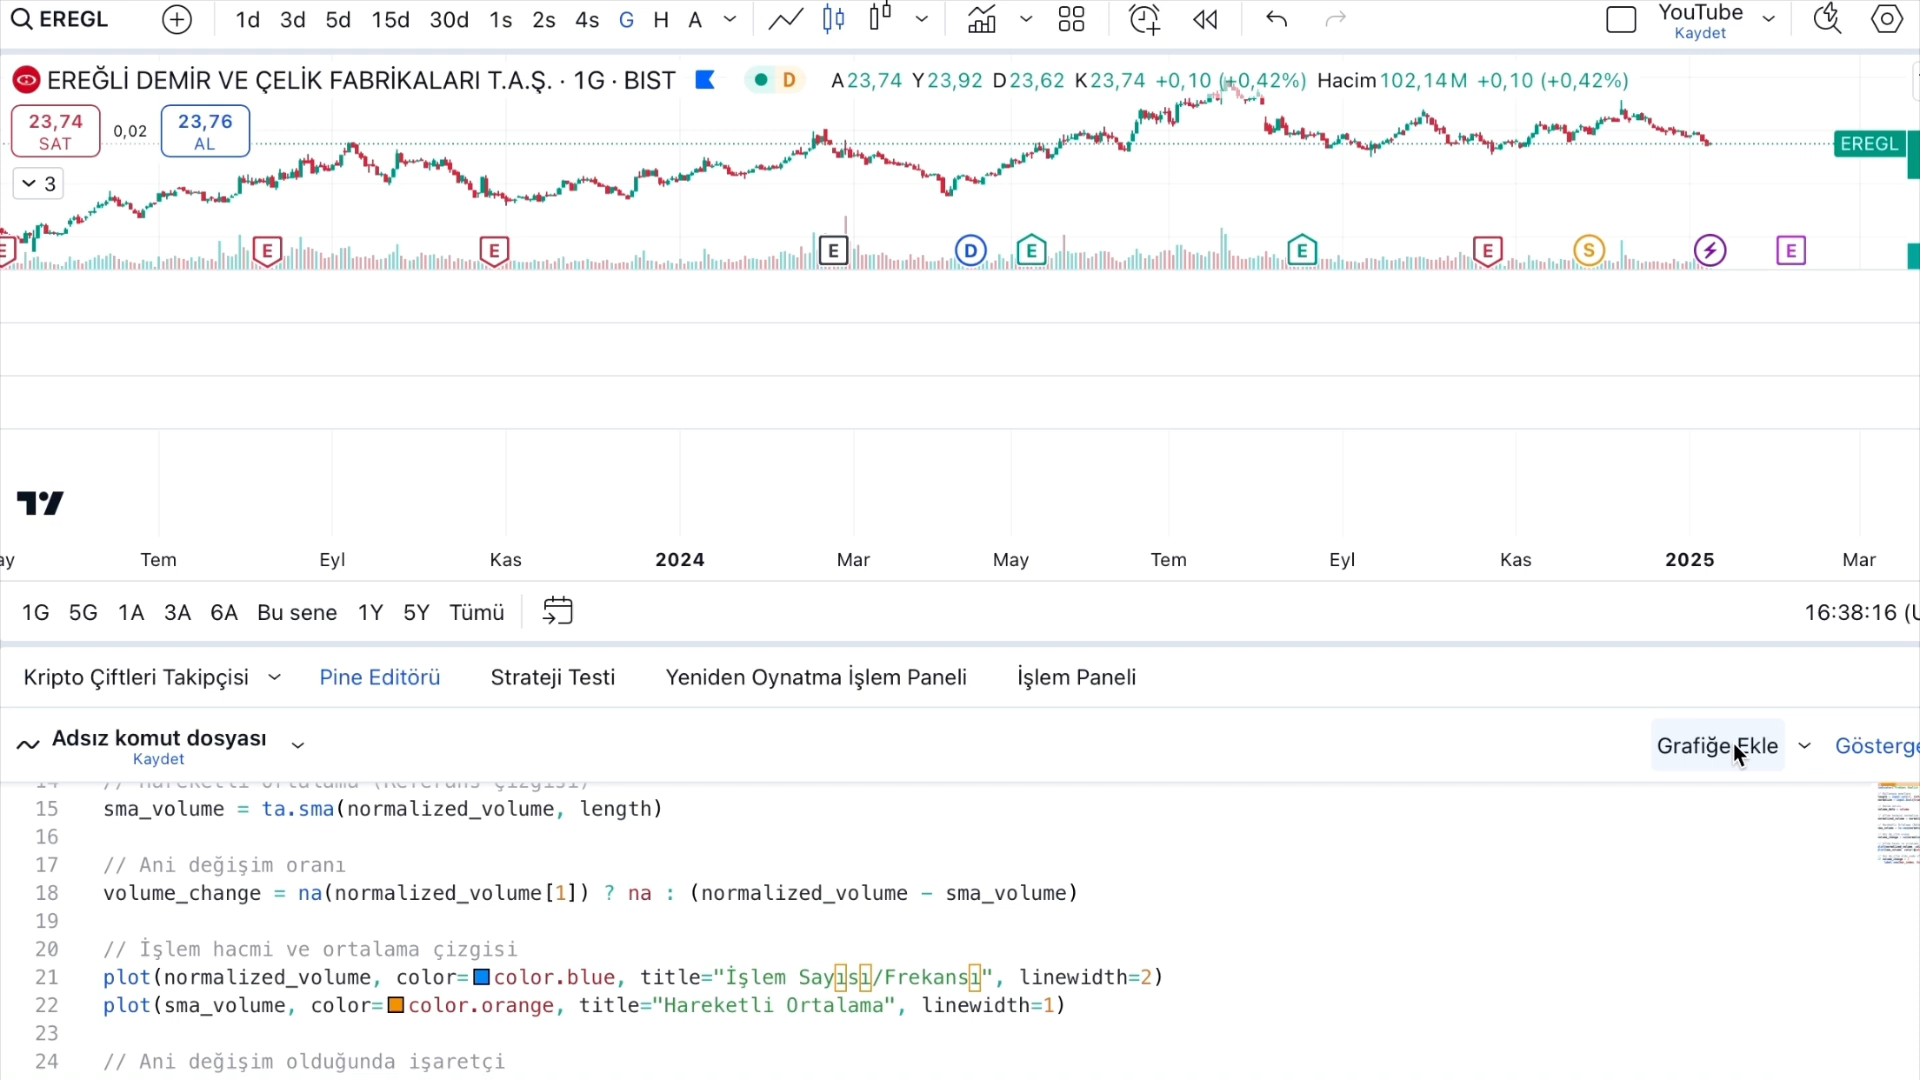 EREGL
1d 3d 5d 15d 30d 1s 2s 4s G H A
YouTube
Kaydet
EREĞLİ DEMİR VE ÇELİK FABRİKALARI T.A.Ş. · 1G · BIST
D
A23,74 Y23,92 D23,62 K23,74 +0,10 (+0,42%) Hacim102,14M +0,10 (+0,42%)
23,74
SAT
0,02
23,76
AL
EREGL
3
E E E E D E E E S E
Tem Eyl Kas 2024 Mar May Tem Eyl Kas 2025 Mar
1G 5G 1A 3A 6A Bu sene 1Y 5Y Tümü
16:38:16
Kripto Çiftleri Takipçisi Pine Editörü Strateji Testi Yeniden Oynatma İşlem Paneli İşlem Paneli
Adsız komut dosyası
Kaydet
Grafiğe Ekle
14 // Hareketli Ortalama (Referans Çizgisi)
15 sma_volume = ta.sma(normalized_volume, length)
16
17 // Ani değişim oranı
18 volume_change = na(normalized_volume[1]) ? na : (normalized_volume - sma_volume)
19
20 // İşlem hacmi ve ortalama çizgisi
21 plot(normalized_volume, color=color.blue, title="İşlem Sayısı/Frekansı", linewidth=2)
22 plot(sma_volume, color=color.orange, title="Hareketli Ortalama", linewidth=1)
23
24 // Ani değişim olduğunda işaretçi